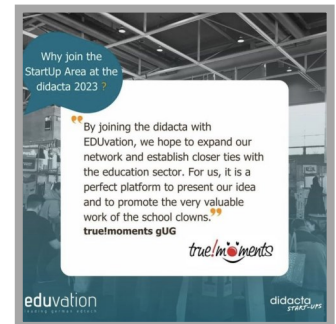 Why join the
StartUp Area at the
didacta 2023 ?
"By joining the didacta with
EDUvation, we hope to expand our
network and establish closer ties with
the education sector. For us, it is a
perfect platform to present our idea
and to promote the very valuable
work of the school clowns."
true!moments gUG
true!moments
eduvation
leading german edtech
didacta
START-UPS